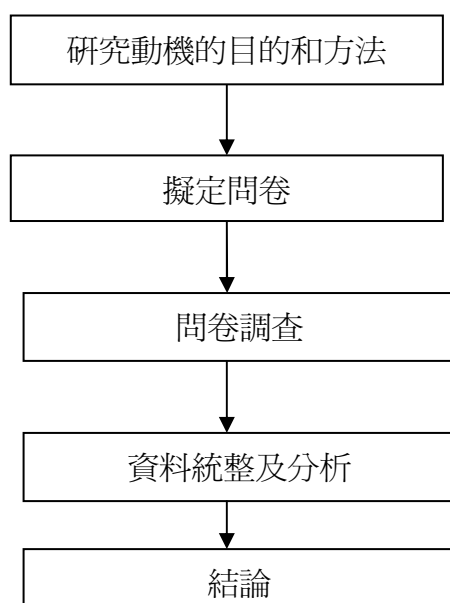 研究動機的目的和方法
擬定問卷
問卷調查
資料統整及分析
結論